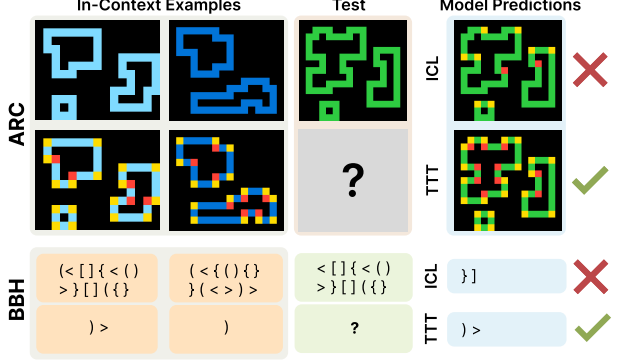 In-Context Examples
Test
Model Predictions
ARC
ICL
?
TTT
BBH
(<[]{<()
>}[]({}
(<{(){}
}(<>)>
<[]{<()
>}[]({}
ICL
}]
)>
)
?
TTT
)>